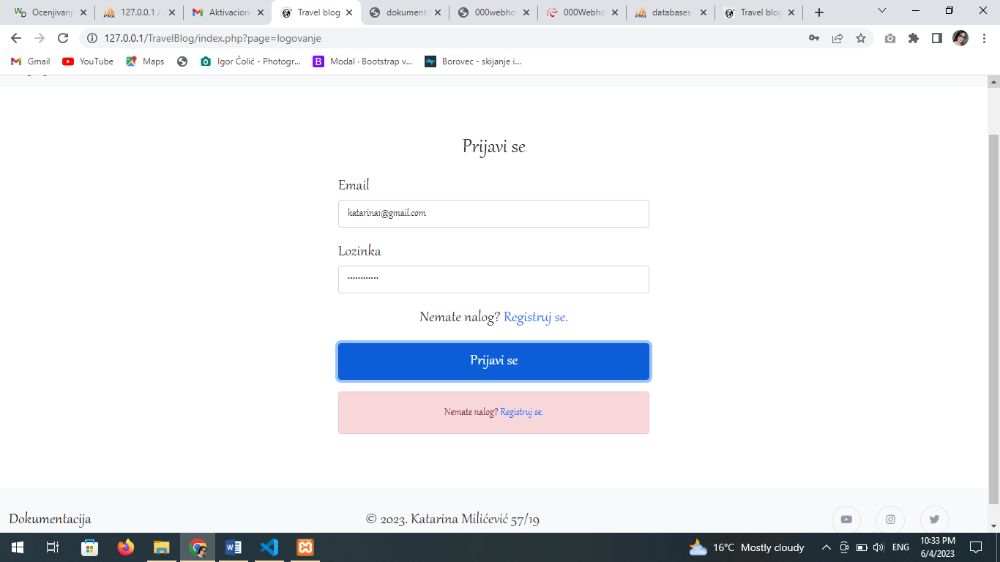 Ocenjivanj
127.0.0.1 /
Aktivacion
Travel blog
dokument
000webho
000Webho
databases-
Travel blog
127.0.0.1/TravelBlog/index.php?page=logovanje
Gmail
YouTube
Maps
Igor Čolić - Photogr...
Modal · Bootstrap v...
Borovec - skijanje i...
Prijavi se
Email
katarina1@gmail.com
Lozinka
Nemate nalog? Registruj se.
Prijavi se
Nemate nalog? Registruj se.
Dokumentacija
© 2023. Katarina Milićević 57/19
16°C Mostly cloudy
ENG
10:33 PM
6/4/2023